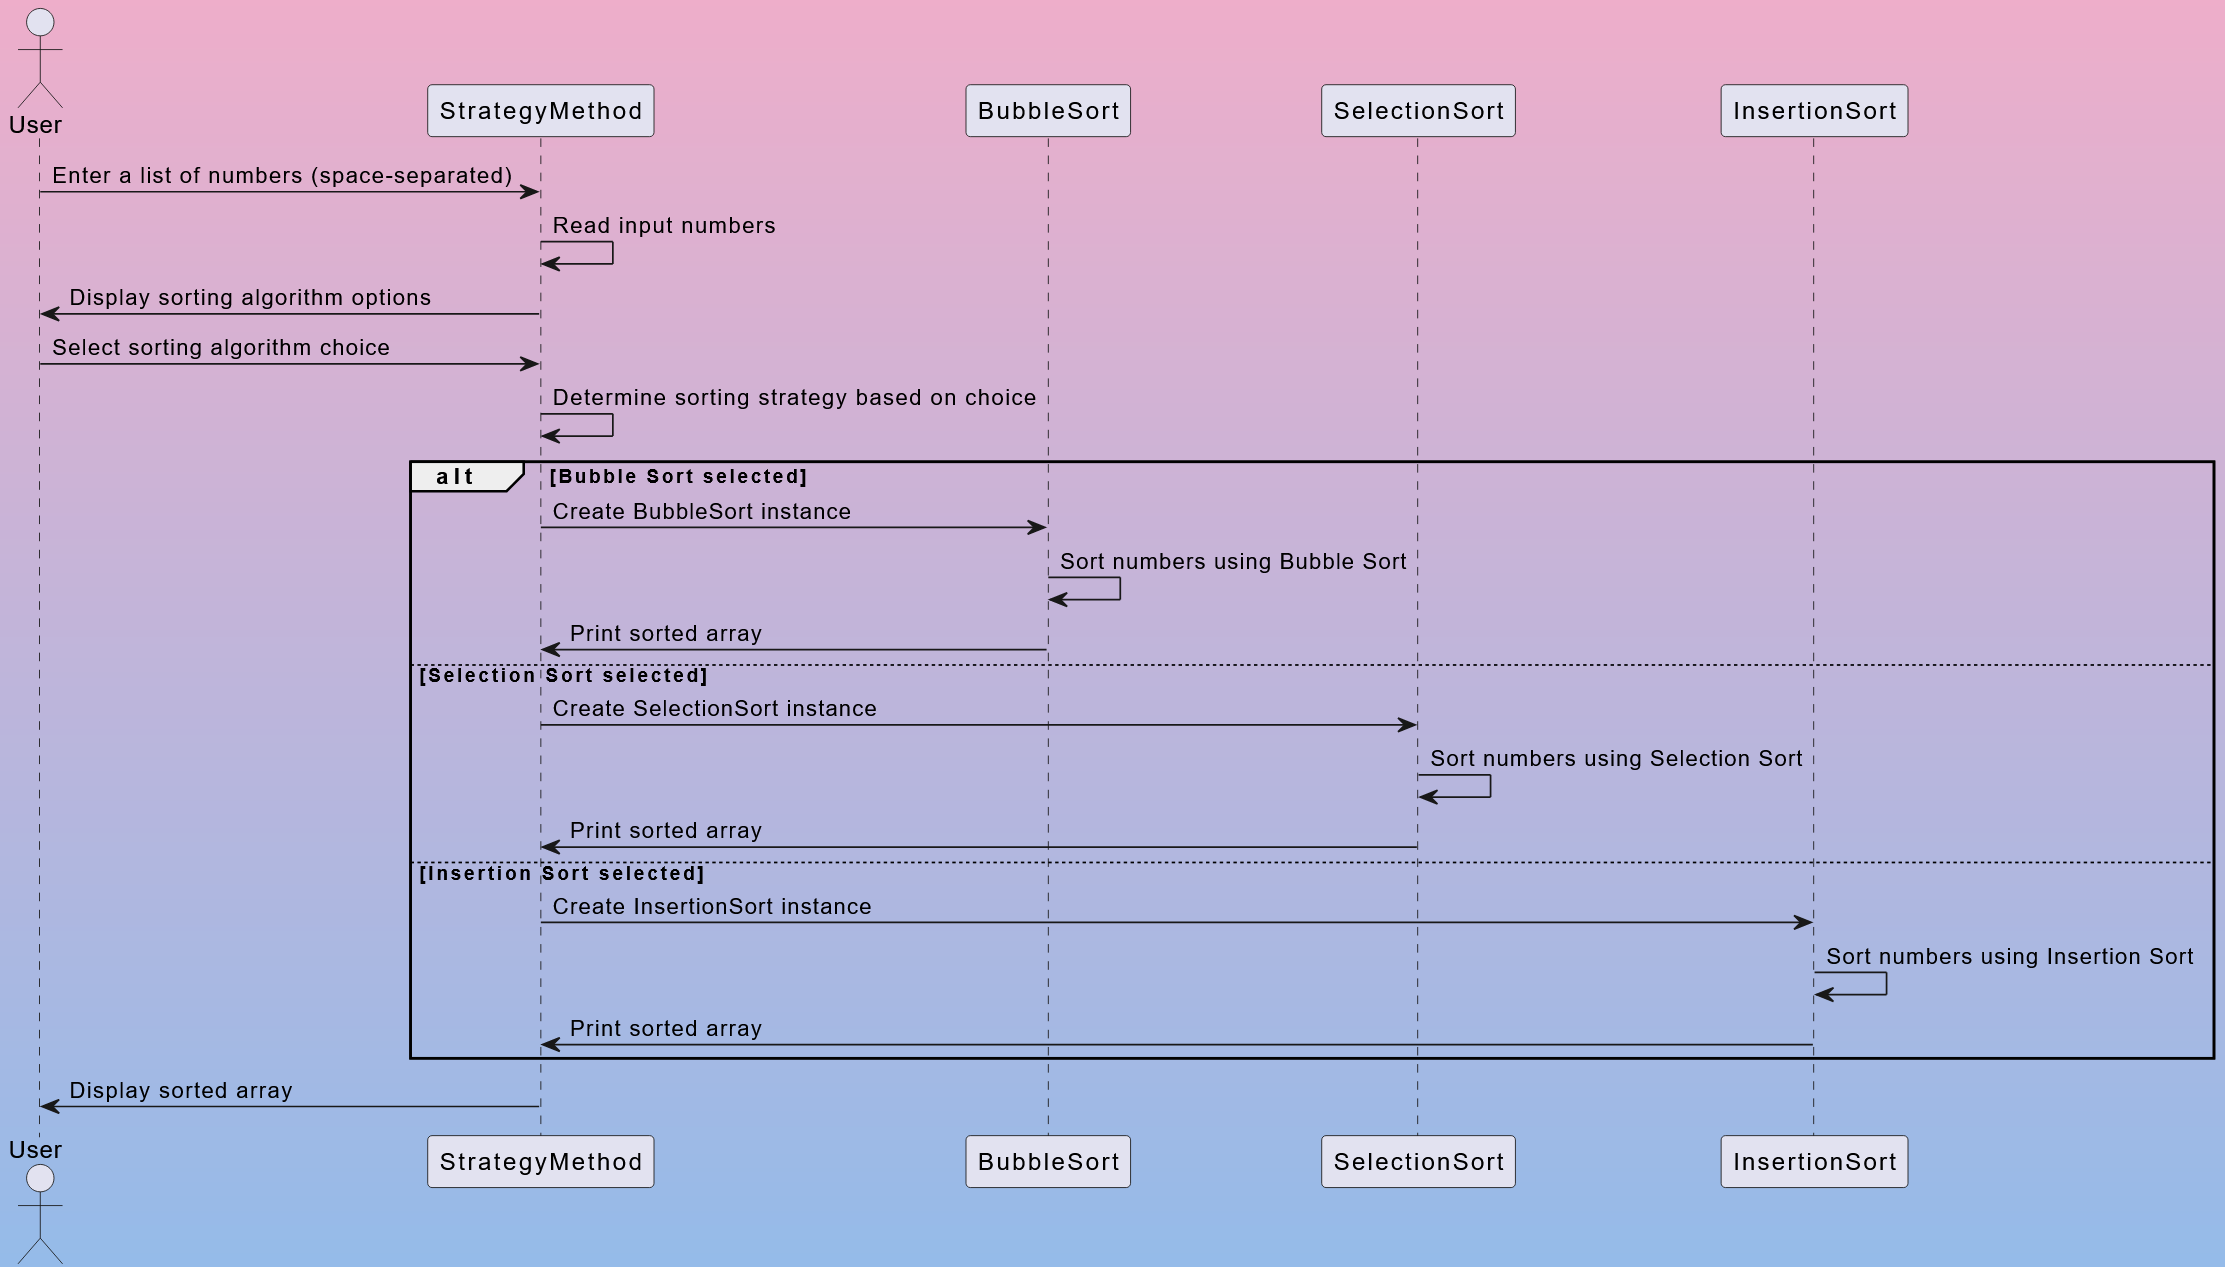 User
StrategyMethod
BubbleSort
SelectionSort
InsertionSort
Enter a list of numbers (space-separated)
Read input numbers
Display sorting algorithm options
Select sorting algorithm choice
Determine sorting strategy based on choice
alt
[Bubble Sort selected]
Create BubbleSort instance
Sort numbers using Bubble Sort
Print sorted array
[Selection Sort selected]
Create SelectionSort instance
Sort numbers using Selection Sort
Print sorted array
[Insertion Sort selected]
Create InsertionSort instance
Sort numbers using Insertion Sort
Print sorted array
Display sorted array
User
StrategyMethod
BubbleSort
SelectionSort
InsertionSort